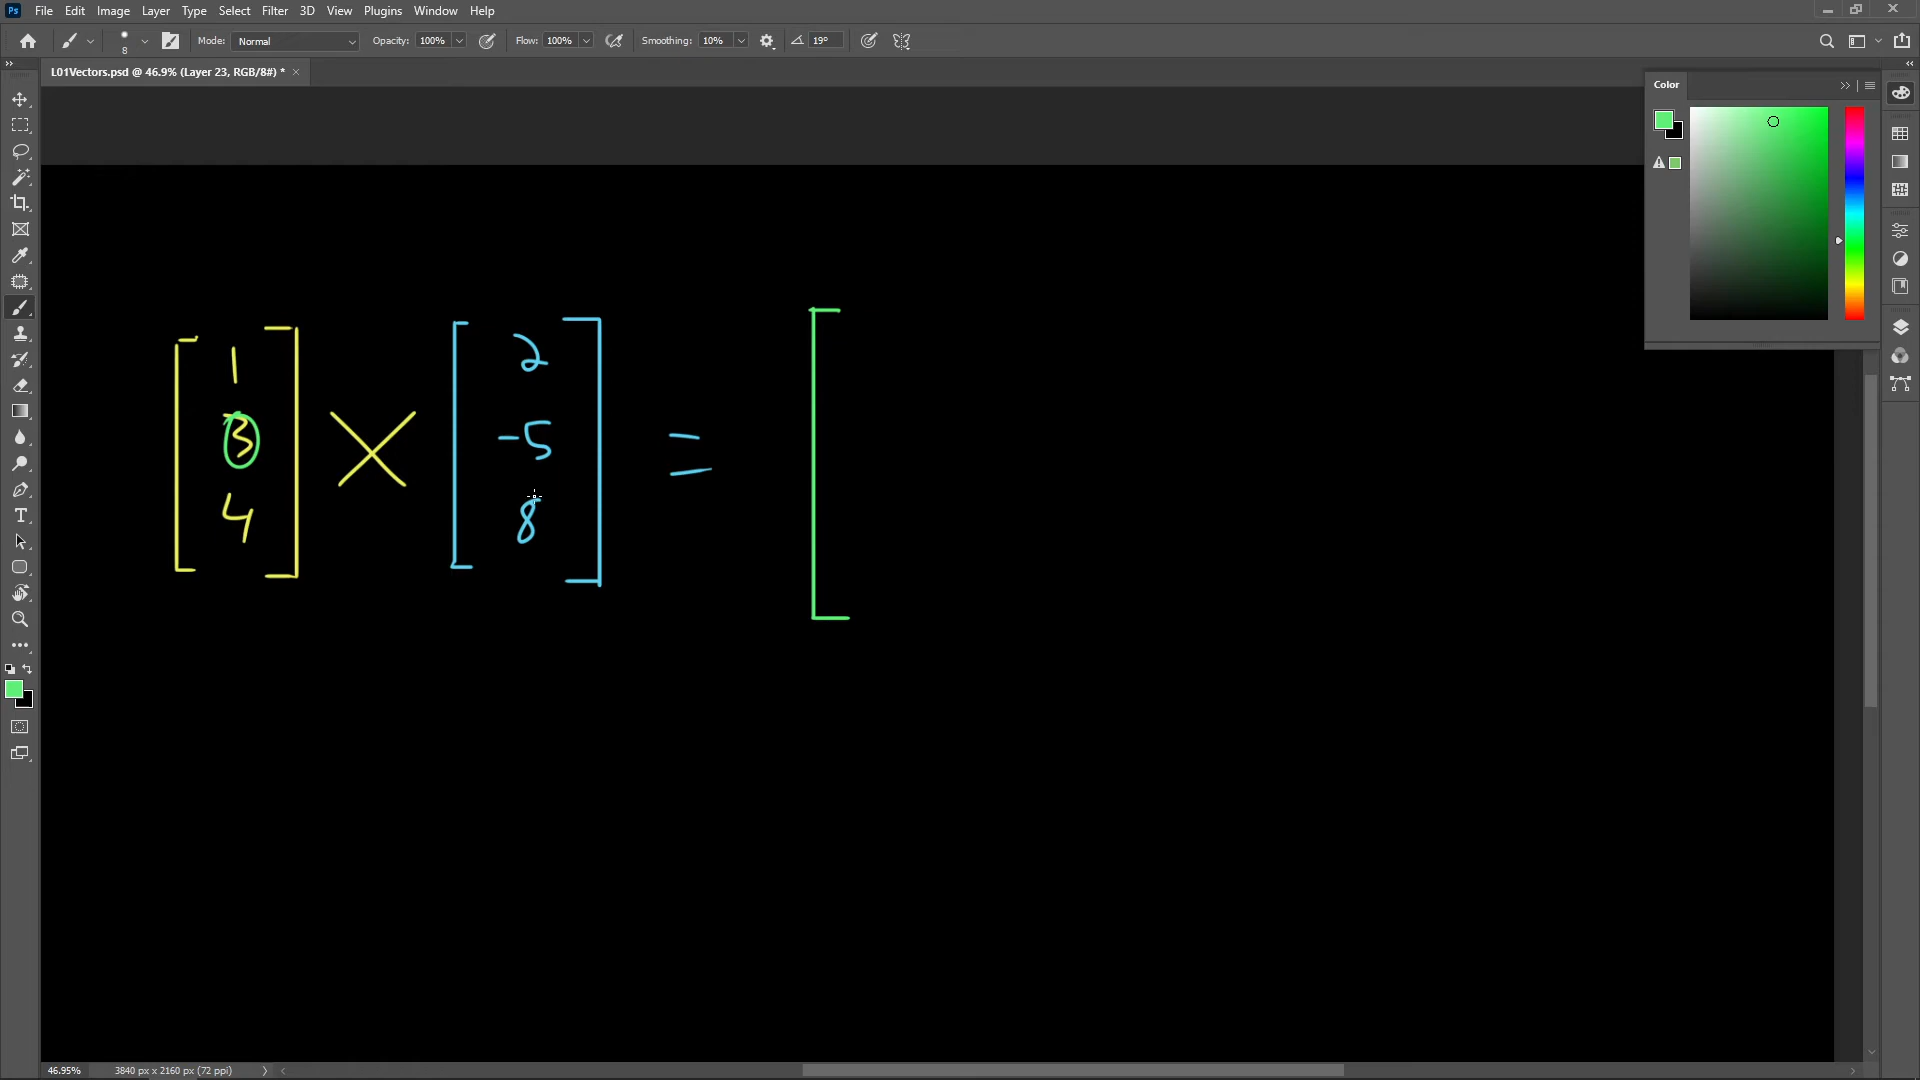 Ps File Edit Image Layer Type Select Filter 3D View Plugins Window Help
8 Mode: Normal Opacity: 100% Flow: 100% Smoothing: 10% 19°
L01Vectors.psd @ 46.9% (Layer 23, RGB/8#) * ×
Color
1 2
3 × -5 =
4 8
46.95% 3840 px x 2160 px (72 ppi)